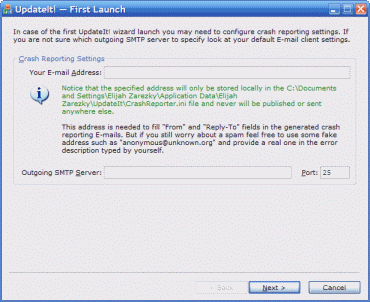 UpdateIt! — First Launch
In case of the first UpdateIt! wizard launch you may need to configure crash reporting settings. If
you are not sure which outgoing SMTP server to specify look at your default E-mail client settings.
Crash Reporting Settings
Your E-mail Address:
Notice that the specified address will only be stored locally in the C:\Documents
and Settings\Elijah Zarezky\Application Data\Elijah
Zarezky\UpdateIt\CrashReporter.ini file and never will be published or sent
anywhere else.
This address is needed to fill "From" and "Reply-To" fields in the generated crash
reporting E-mails. But if you still worry about a spam feel free to use some fake
address such as "anonymous@unknown.org" and provide a real one in the error
description typed by yourself.
Outgoing SMTP Server:
Port: 25
< Back
Next >
Cancel